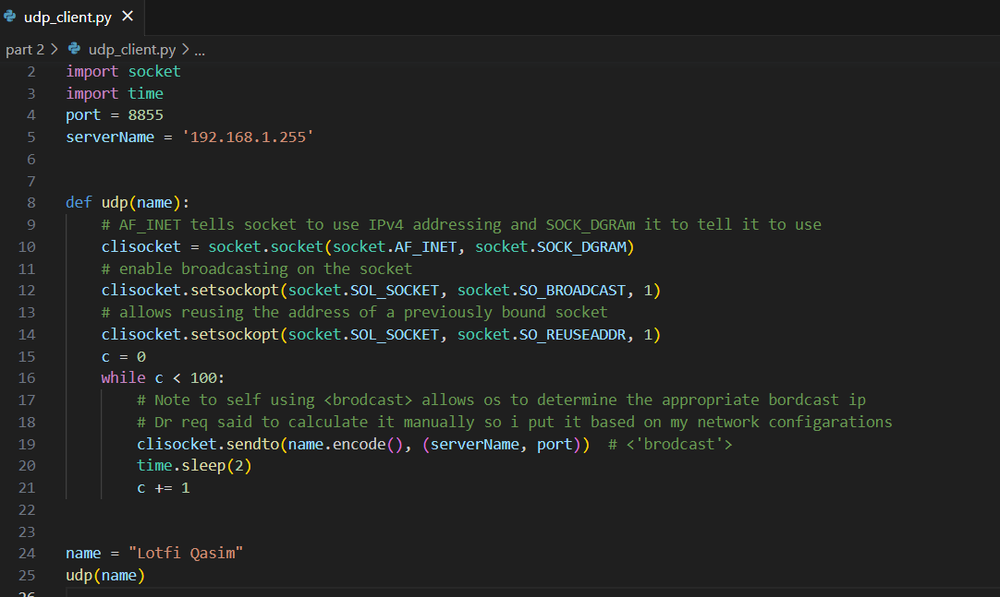 udp_client.py ✕
part 2 > udp_client.py > ...
2 import socket
3 import time
4 port = 8855
5 serverName = '192.168.1.255'
6
7
8 def udp(name):
9     # AF_INET tells socket to use IPv4 addressing and SOCK_DGRAm it to tell it to use
10     clisocket = socket.socket(socket.AF_INET, socket.SOCK_DGRAM)
11     # enable broadcasting on the socket
12     clisocket.setsockopt(socket.SOL_SOCKET, socket.SO_BROADCAST, 1)
13     # allows reusing the address of a previously bound socket
14     clisocket.setsockopt(socket.SOL_SOCKET, socket.SO_REUSEADDR, 1)
15     c = 0
16     while c < 100:
17         # Note to self using <brodcast> allows os to determine the appropriate bordcast ip
18         # Dr req said to calculate it manually so i put it based on my network configarations
19         clisocket.sendto(name.encode(), (serverName, port))  # <'brodcast'>
20         time.sleep(2)
21         c += 1
22
23
24 name = "Lotfi Qasim"
25 udp(name)
26